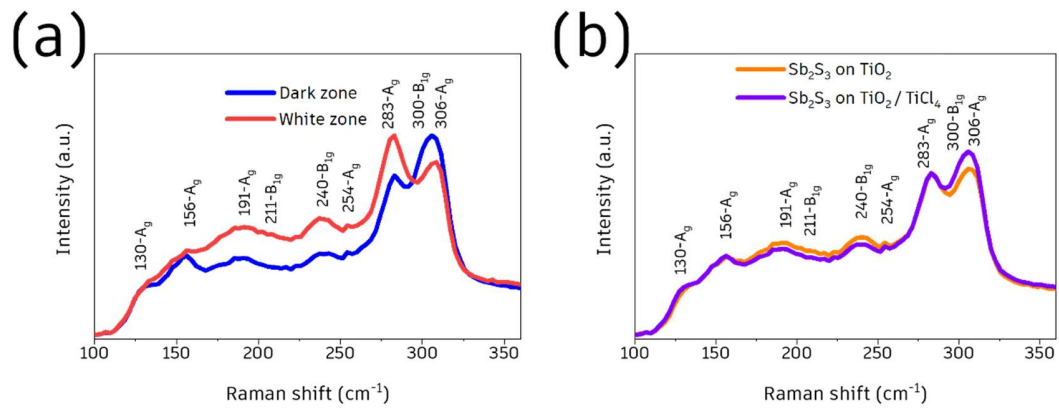 (a)
Dark zone
White zone
130-Ag
156-Ag
191-Ag
211-B1g
240-B1g
254-Ag
283-Ag
300-B1g
306-Ag
Intensity (a.u.)
100 150 200 250 300 350
Raman shift (cm⁻¹)
(b)
Sb₂S₃ on TiO₂
Sb₂S₃ on TiO₂ / TiCl₄
130-Ag
156-Ag
191-Ag
211-B1g
240-B1g
254-Ag
283-Ag
300-B1g
306-Ag
Intensity (a.u.)
100 150 200 250 300 350
Raman shift (cm⁻¹)